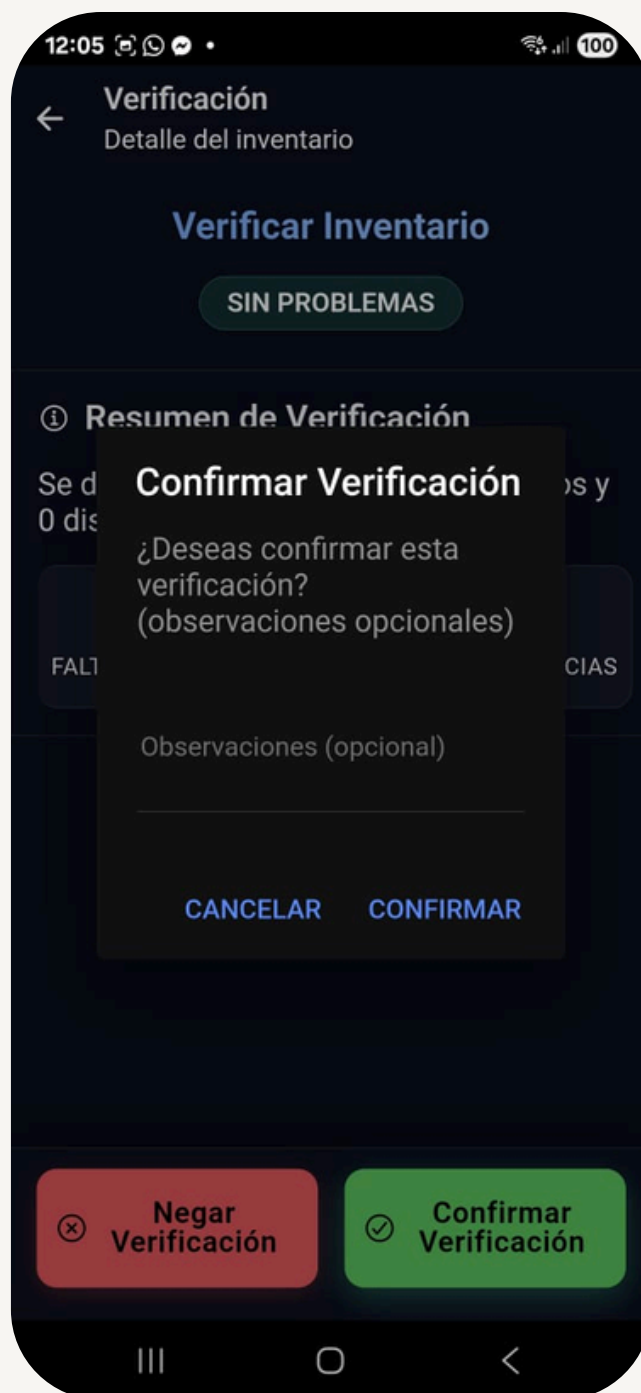 12:05
100
Verificación
Detalle del inventario
Verificar Inventario
SIN PROBLEMAS
Resumen de Verificación
Se d
os y
0 dis
Confirmar Verificación
¿Deseas confirmar esta
verificación?
(observaciones opcionales)
FALT
CIAS
Observaciones (opcional)
CANCELAR CONFIRMAR
Negar
Verificación
Confirmar
Verificación